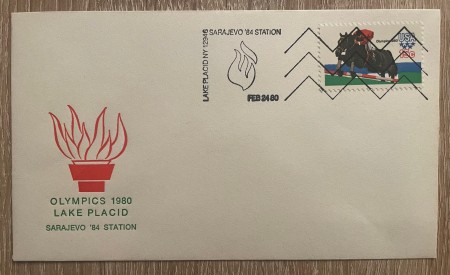 SARAJEVO '84 STATION
LAKE PLACID NY 12946
FEB 24 80
USA
OLYMPICS 1980
LAKE PLACID
SARAJEVO '84 STATION